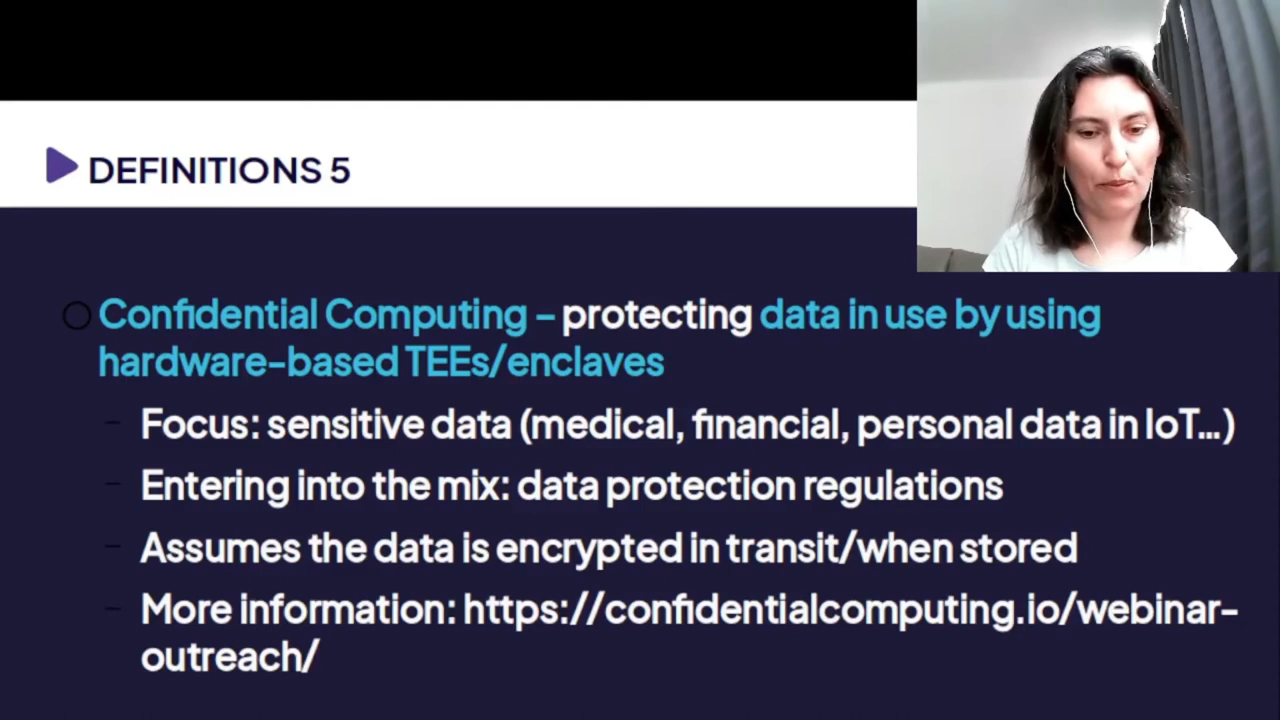 DEFINITIONS 5
Confidential Computing – protecting data in use by using
hardware-based TEEs/enclaves
– Focus: sensitive data (medical, financial, personal data in IoT...)
– Entering into the mix: data protection regulations
– Assumes the data is encrypted in transit/when stored
– More information: https://confidentialcomputing.io/webinar-
outreach/